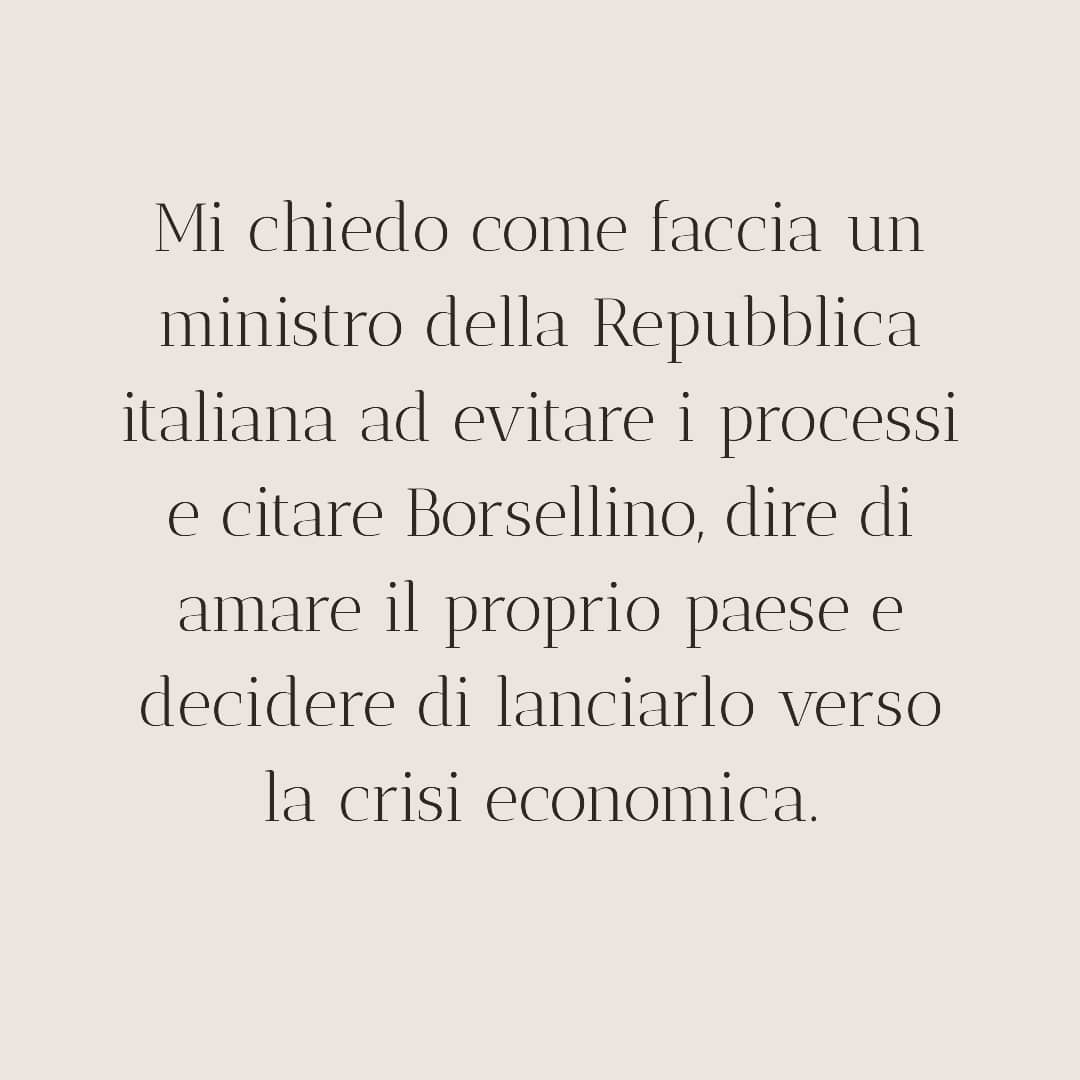 Mi chiedo come faccia un
ministro della Repubblica
italiana ad evitare i processi
e citare Borsellino, dire di
amare il proprio paese e
decidere di lanciarlo verso
la crisi economica.